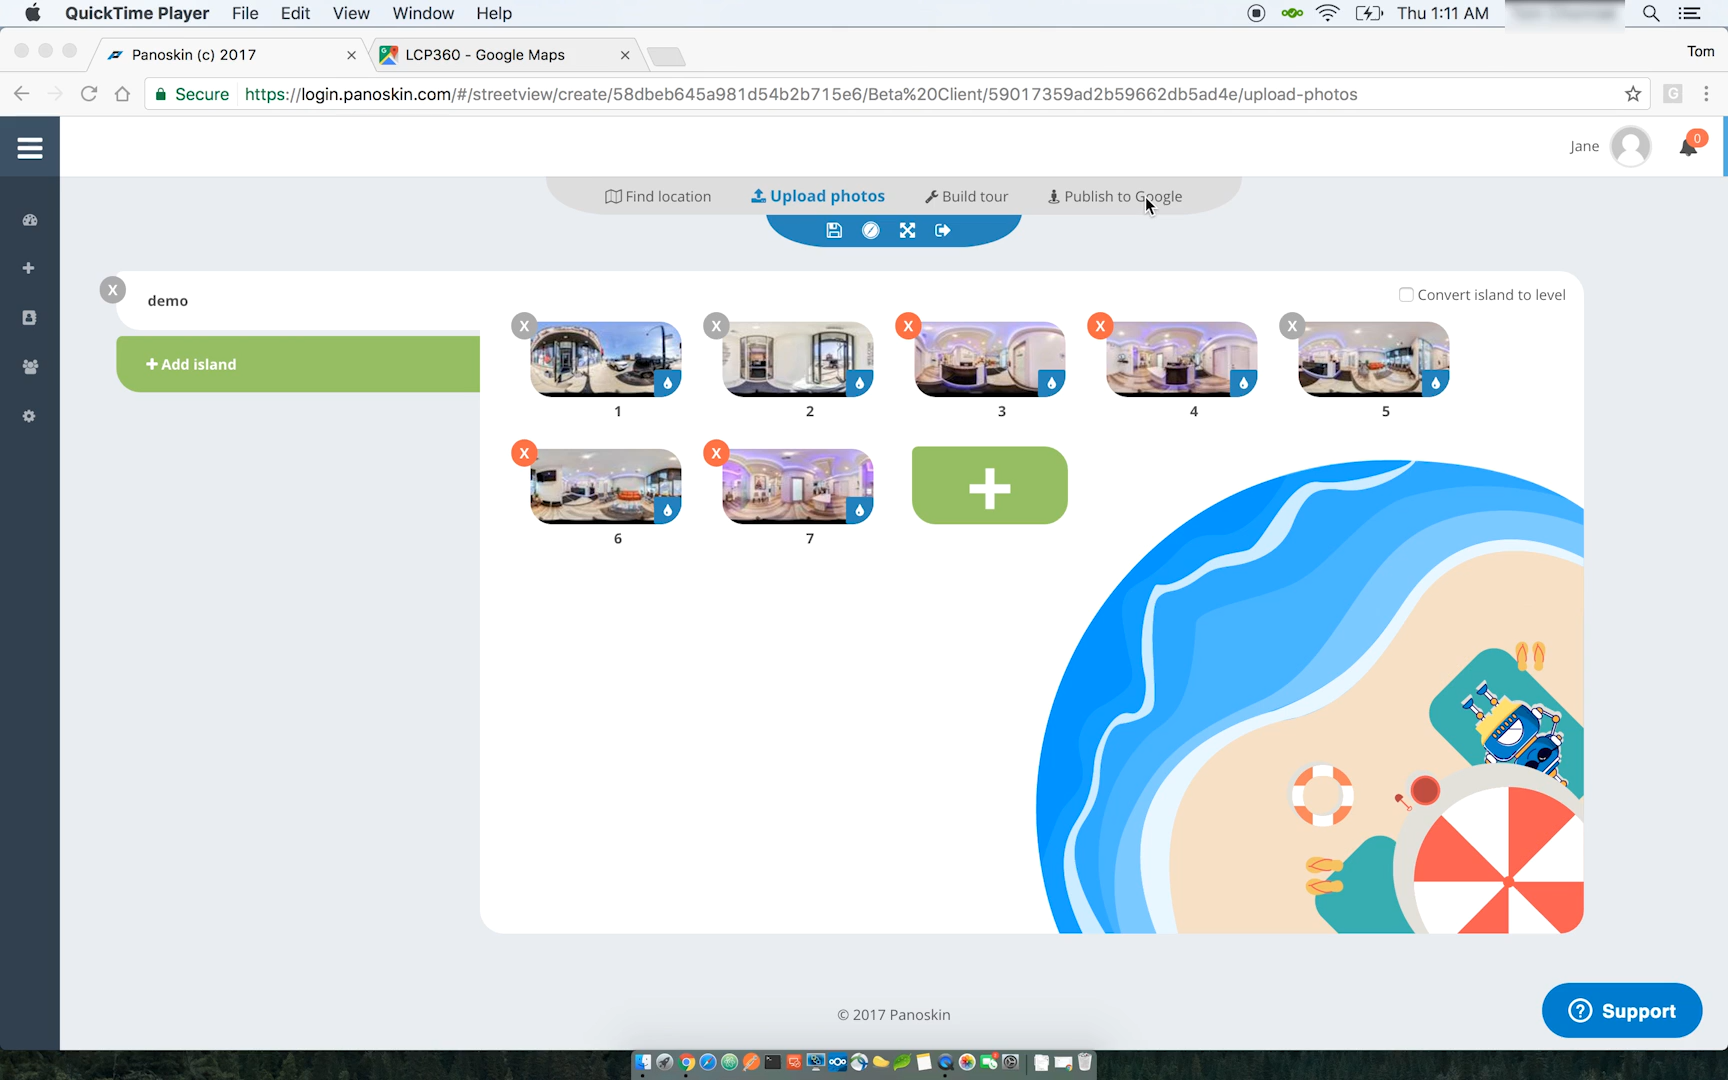 QuickTime Player File Edit View Window Help Thu 1:11 AM
Panoskin (c) 2017 LCP360 - Google Maps Tom
Secure https://login.panoskin.com/#/streetview/create/58dbeb645a981d54b2b715e6/Beta%20Client/59017359ad2b59662db5ad4e/upload-photos
Jane 0
Find location Upload photos Build tour Publish to Google
X demo
Convert island to level
+ Add island
X X X X X
1 2 3 4 5
X X
6 7
© 2017 Panoskin
? Support